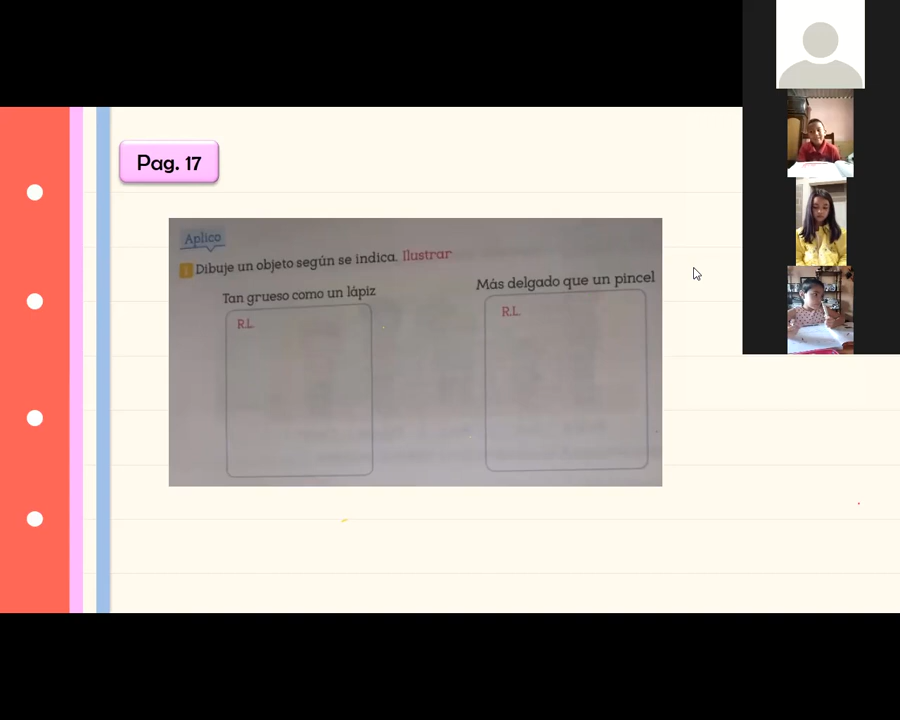 Pag. 17
Aplico
1 Dibuje un objeto según se indica. Ilustrar
Tan grueso como un lápiz
Más delgado que un pincel
R.L.
R.L.